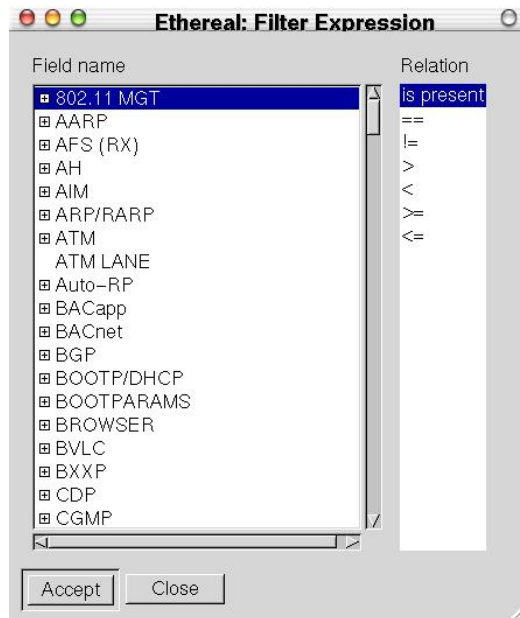 Ethereal: Filter Expression
Field name
802.11 MGT
AARP
AFS (RX)
AH
AIM
ARP/RARP
ATM
ATM LANE
Auto-RP
BACapp
BACnet
BGP
BOOTP/DHCP
BOOTPARAMS
BROWSER
BVLC
BXXP
CDP
CGMP
Relation
is present
==
!=
>
<
>=
<=
Accept
Close